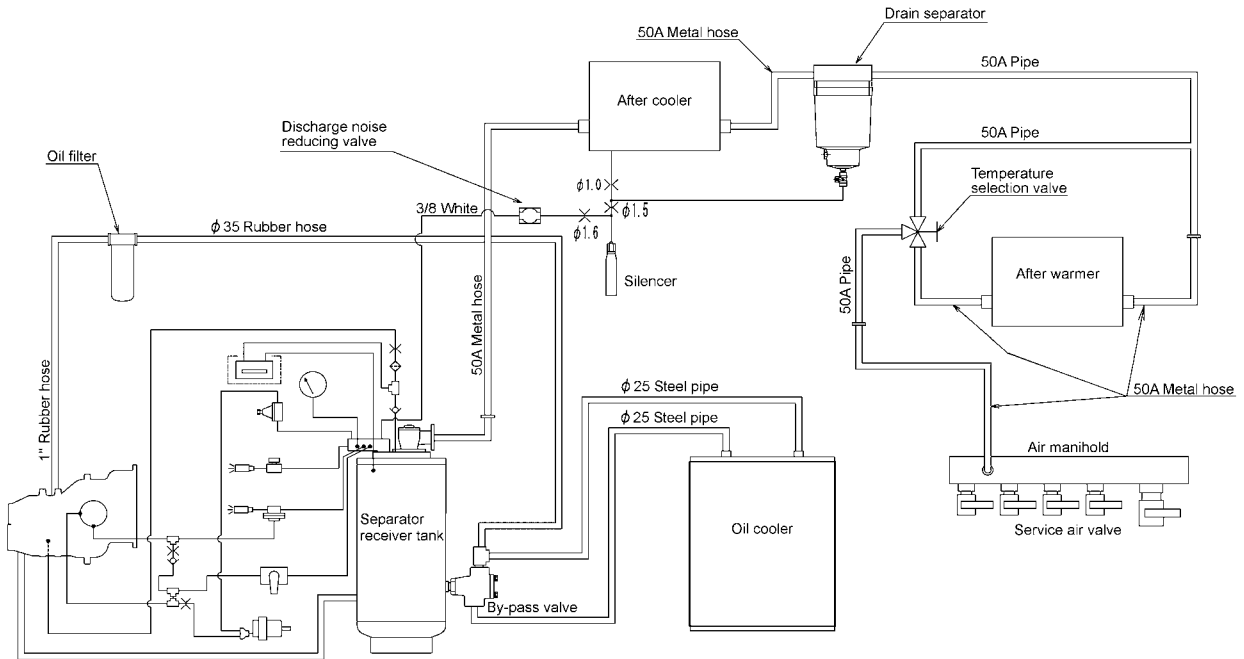 Drain separator
50A Metal hose
50A Pipe
After cooler
Discharge noise
reducing valve
50A Pipe
Oil filter
Temperature
selection valve
ϕ1.0
3/8 White
ϕ1.5
ϕ 35 Rubber hose
ϕ1.6
Silencer
After warmer
50A Pipe
50A Metal hose
1" Rubber hose
ϕ 25 Steel pipe
50A Metal hose
ϕ 25 Steel pipe
Air manihold
Separator
receiver tank
Oil cooler
Service air valve
By-pass valve